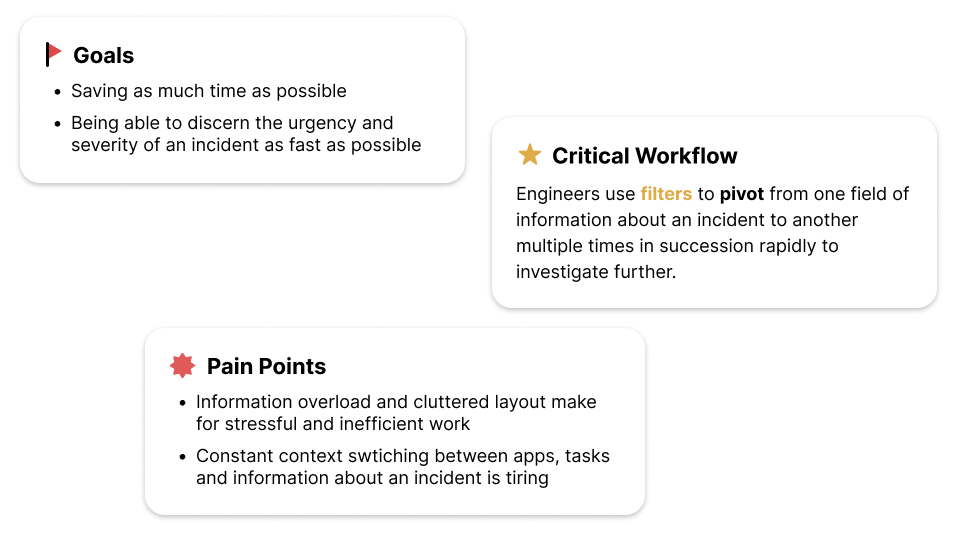 Goals
• Saving as much time as possible
• Being able to discern the urgency and
severity of an incident as fast as possible
Critical Workflow
Engineers use filters to pivot from one field of
information about an incident to another
multiple times in succession rapidly to
investigate further.
Pain Points
• Information overload and cluttered layout make
for stressful and inefficient work
• Constant context swtiching between apps, tasks
and information about an incident is tiring